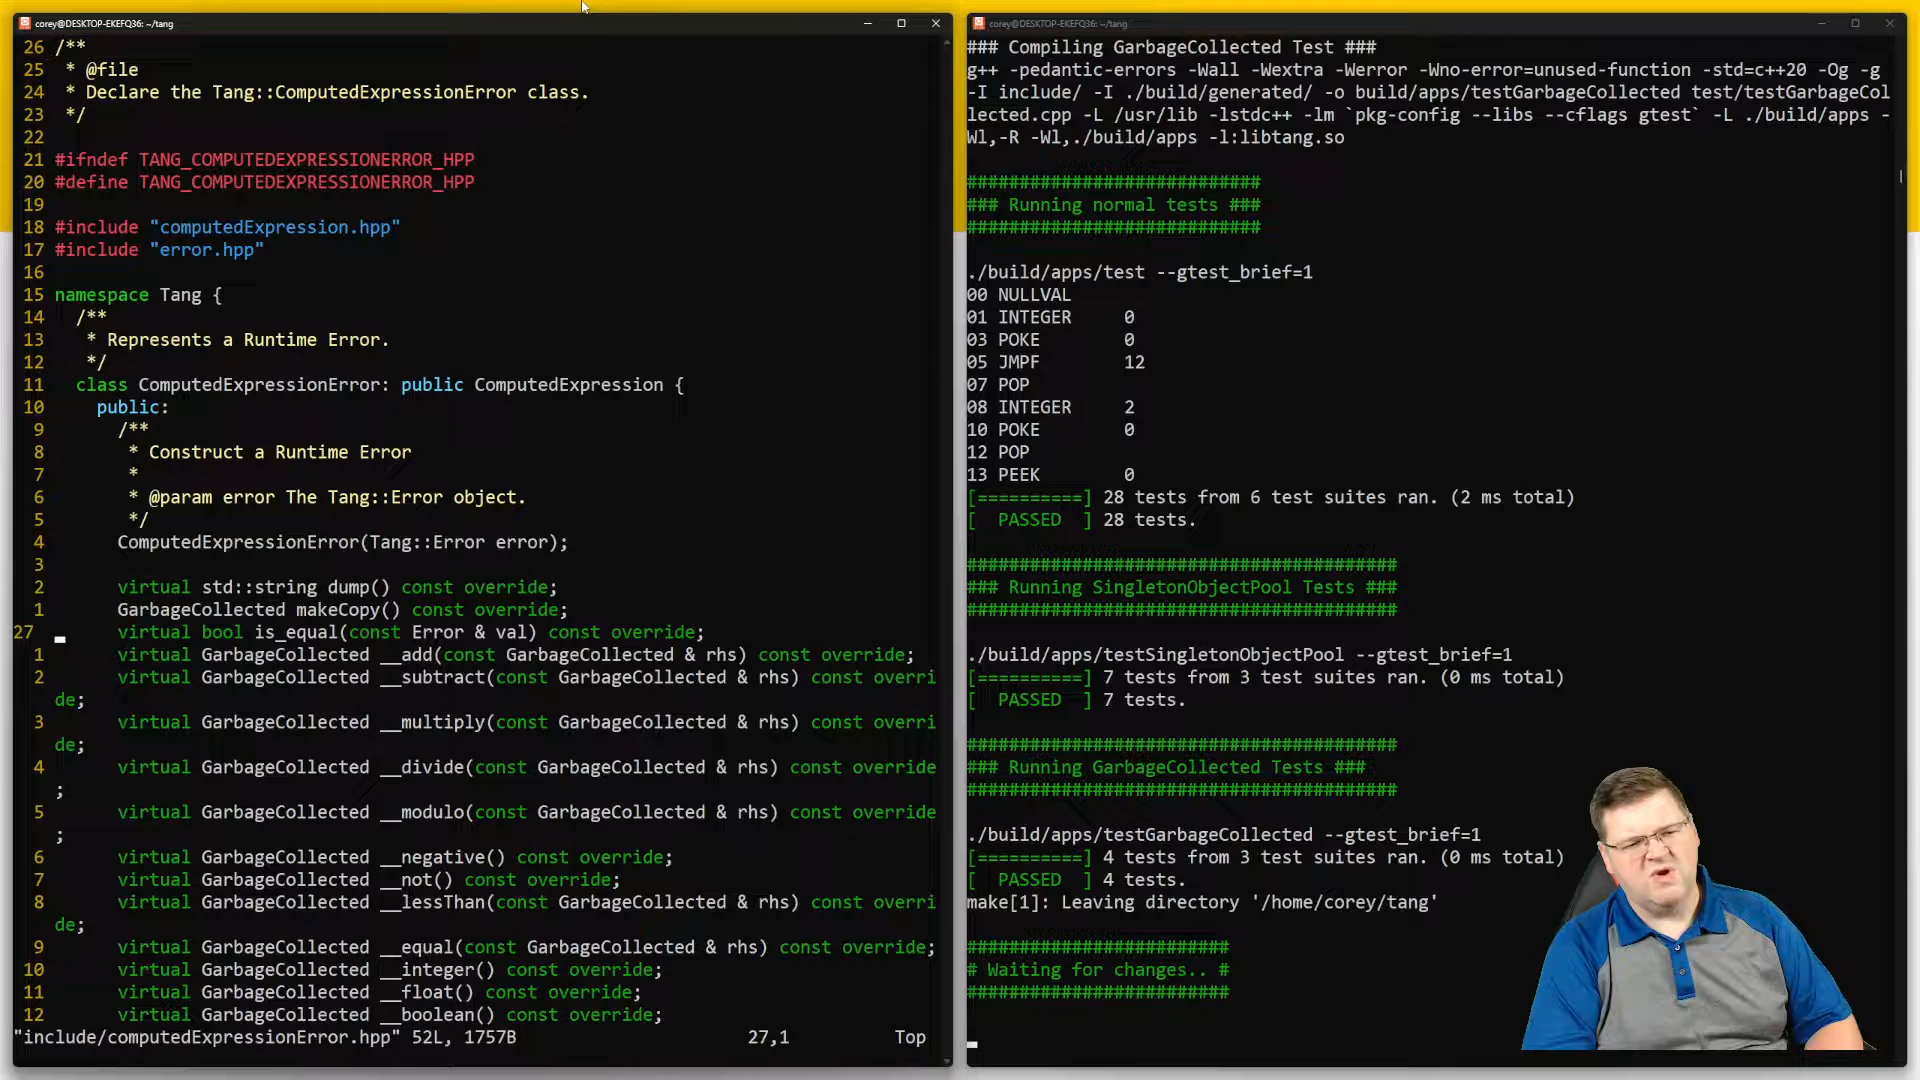 corey@DESKTOP-EKEFQ36: ~/tang
26 /**
25  * @file
24  * Declare the Tang::ComputedExpressionError class.
23  */
22
21 #ifndef TANG_COMPUTEDEXPRESSIONERROR_HPP
20 #define TANG_COMPUTEDEXPRESSIONERROR_HPP
19
18 #include "computedExpression.hpp"
17 #include "error.hpp"
16
15 namespace Tang {
14   /**
13    * Represents a Runtime Error.
12    */
11   class ComputedExpressionError: public ComputedExpression {
10     public:
9       /**
8        * Construct a Runtime Error
7        *
6        * @param error The Tang::Error object.
5        */
4       ComputedExpressionError(Tang::Error error);
3
2       virtual std::string dump() const override;
1       GarbageCollected makeCopy() const override;
27       virtual bool is_equal(const Error & val) const override;
1       virtual GarbageCollected __add(const GarbageCollected & rhs) const override;
2       virtual GarbageCollected __subtract(const GarbageCollected & rhs) const overri
de;
3       virtual GarbageCollected __multiply(const GarbageCollected & rhs) const overri
de;
4       virtual GarbageCollected __divide(const GarbageCollected & rhs) const override
;
5       virtual GarbageCollected __modulo(const GarbageCollected & rhs) const override
;
6       virtual GarbageCollected __negative() const override;
7       virtual GarbageCollected __not() const override;
8       virtual GarbageCollected __lessThan(const GarbageCollected & rhs) const overri
de;
9       virtual GarbageCollected __equal(const GarbageCollected & rhs) const override;
10       virtual GarbageCollected __integer() const override;
11       virtual GarbageCollected __float() const override;
12       virtual GarbageCollected __boolean() const override;
"include/computedExpressionError.hpp" 52L, 1757B 27,1 Top
corey@DESKTOP-EKEFQ36: ~/tang
### Compiling GarbageCollected Test ###
g++ -pedantic-errors -Wall -Wextra -Werror -Wno-error=unused-function -std=c++20 -Og -g
-I include/ -I ./build/generated/ -o build/apps/testGarbageCollected test/testGarbageCol
lected.cpp -L /usr/lib -lstdc++ -lm `pkg-config --libs --cflags gtest` -L ./build/apps -
Wl,-R -Wl,./build/apps -l:libtang.so
############################
### Running normal tests ###
############################
./build/apps/test --gtest_brief=1
00 NULLVAL
01 INTEGER     0
03 POKE        0
05 JMPF        12
07 POP
08 INTEGER     2
10 POKE        0
12 POP
13 PEEK        0
[==========] 28 tests from 6 test suites ran. (2 ms total)
[  PASSED  ] 28 tests.
#########################################
### Running SingletonObjectPool Tests ###
#########################################
./build/apps/testSingletonObjectPool --gtest_brief=1
[==========] 7 tests from 3 test suites ran. (0 ms total)
[  PASSED  ] 7 tests.
#########################################
### Running GarbageCollected Tests ###
#########################################
./build/apps/testGarbageCollected --gtest_brief=1
[==========] 4 tests from 3 test suites ran. (0 ms total)
[  PASSED  ] 4 tests.
make[1]: Leaving directory '/home/corey/tang'
#########################
# Waiting for changes.. #
#########################